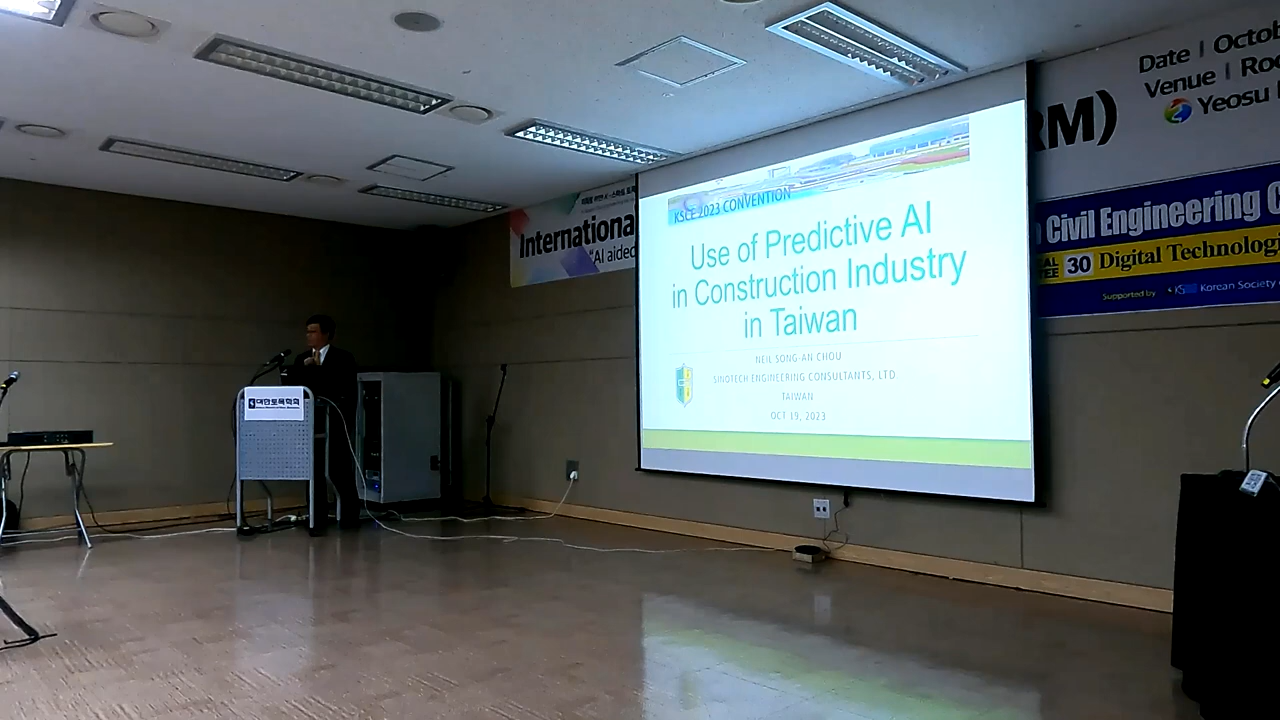 KSCE 2023 CONVENTION
Use of Predictive AI
in Construction Industry
in Taiwan
NEIL SONG-AN CHOU
SINOTECH ENGINEERING CONSULTANTS, LTD
TAIWAN
OCT 19, 2023
Internationa
"AI aided
대한토목학회
RM)
Date | Octob
Venue | Roo
Yeosu
Civil Engineering C
30 Digital Technologi
Supported by
Korean Society